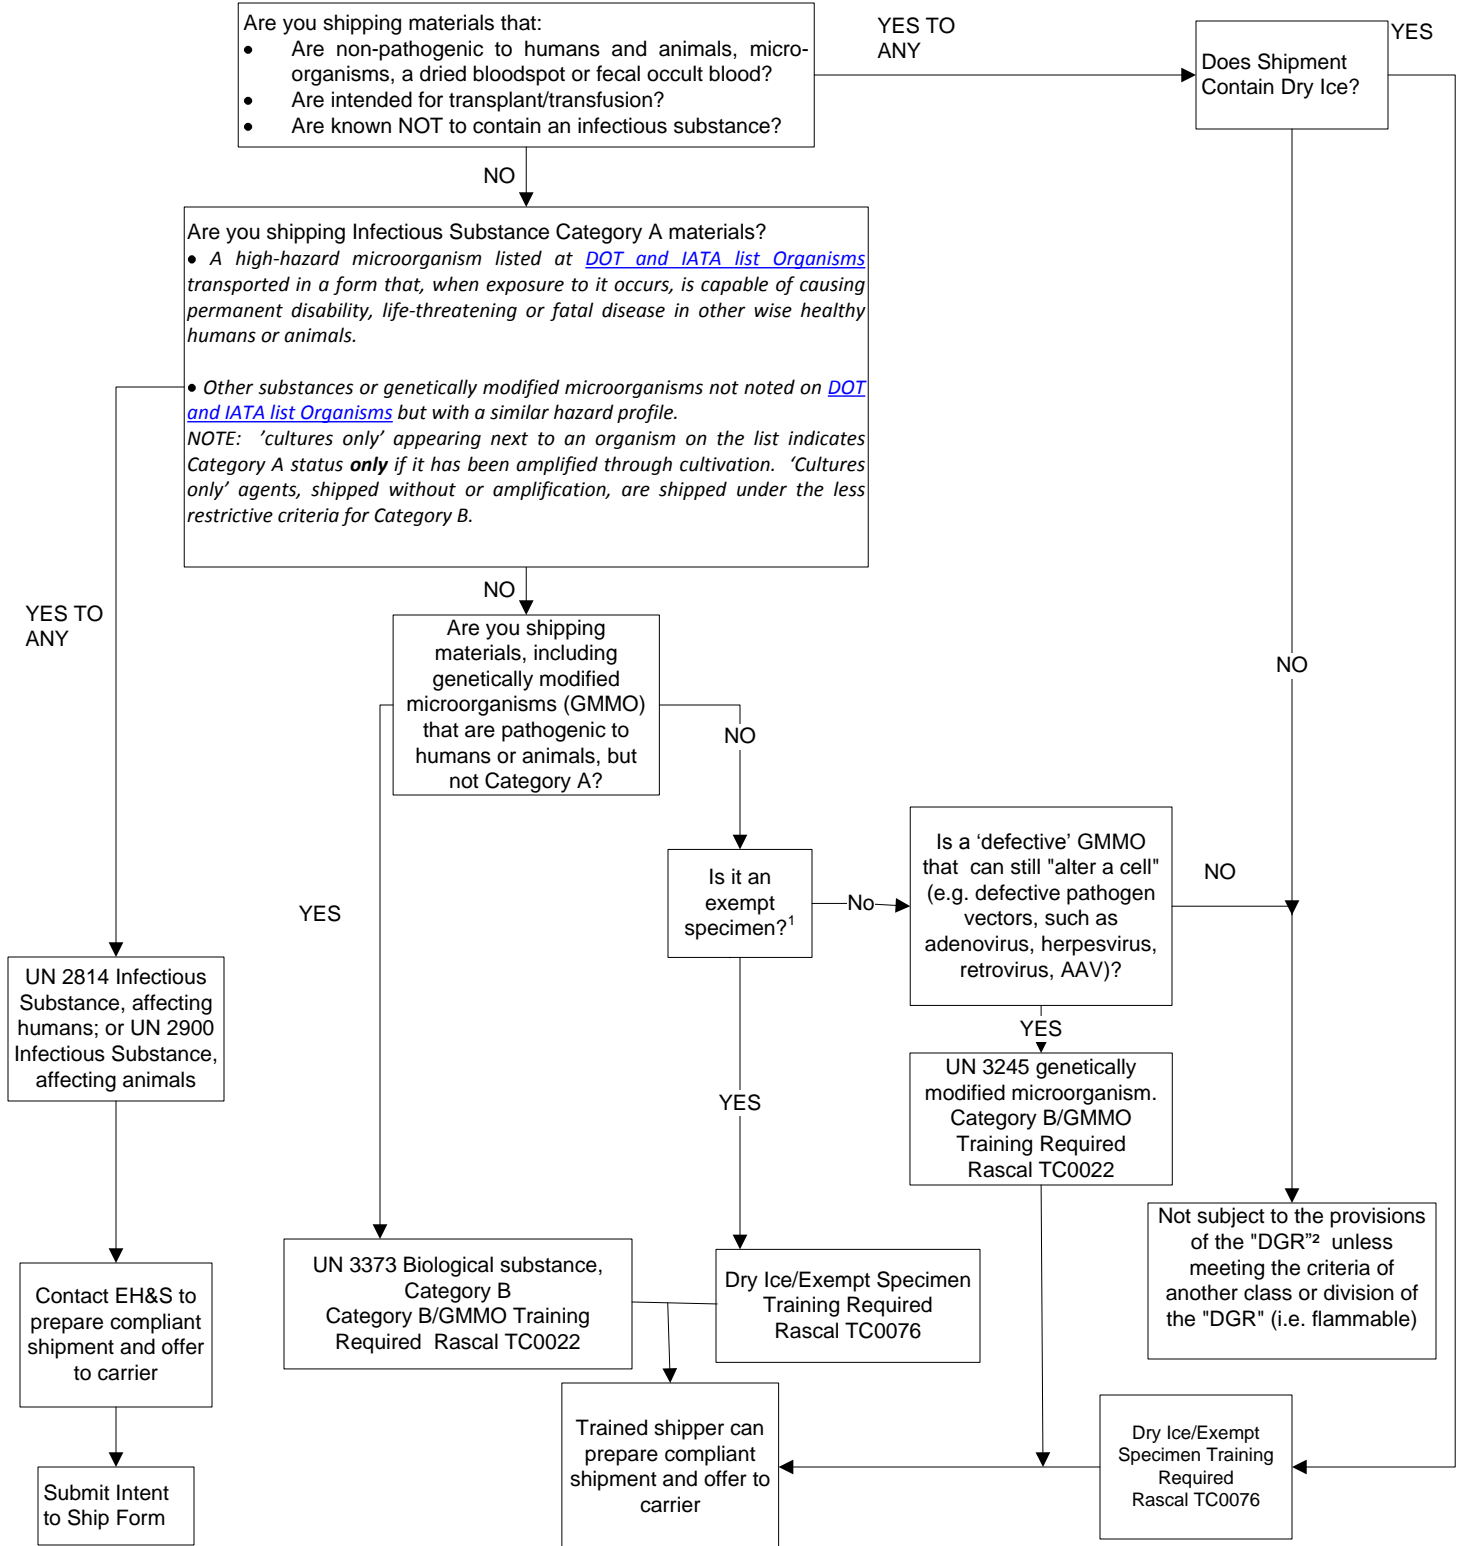 Are you shipping materials that:
• Are non-pathogenic to humans and animals, micro-
organisms, a dried bloodspot or fecal occult blood?
• Are intended for transplant/transfusion?
• Are known NOT to contain an infectious substance?
YES TO
ANY
Does Shipment
Contain Dry Ice?
YES
NO
Are you shipping Infectious Substance Category A materials?
• A high-hazard microorganism listed at DOT and IATA list Organisms
transported in a form that, when exposure to it occurs, is capable of causing
permanent disability, life-threatening or fatal disease in other wise healthy
humans or animals.
• Other substances or genetically modified microorganisms not noted on DOT
and IATA list Organisms but with a similar hazard profile.
NOTE: 'cultures only' appearing next to an organism on the list indicates
Category A status only if it has been amplified through cultivation. 'Cultures
only' agents, shipped without or amplification, are shipped under the less
restrictive criteria for Category B.
YES TO
ANY
NO
NO
Are you shipping
materials, including
genetically modified
microorganisms (GMMO)
that are pathogenic to
humans or animals, but
not Category A?
NO
YES
Is it an
exempt
specimen?¹
No
Is a 'defective' GMMO
that can still "alter a cell"
(e.g. defective pathogen
vectors, such as
adenovirus, herpesvirus,
retrovirus, AAV)?
NO
YES
YES
UN 2814 Infectious
Substance, affecting
humans; or UN 2900
Infectious Substance,
affecting animals
UN 3245 genetically
modified microorganism.
Category B/GMMO
Training Required
Rascal TC0022
Not subject to the provisions
of the "DGR"² unless
meeting the criteria of
another class or division of
the "DGR" (i.e. flammable)
UN 3373 Biological substance,
Category B
Category B/GMMO Training
Required Rascal TC0022
Dry Ice/Exempt Specimen
Training Required
Rascal TC0076
Contact EH&S to
prepare compliant
shipment and offer
to carrier
Trained shipper can
prepare compliant
shipment and offer to
carrier
Dry Ice/Exempt
Specimen Training
Required
Rascal TC0076
Submit Intent
to Ship Form